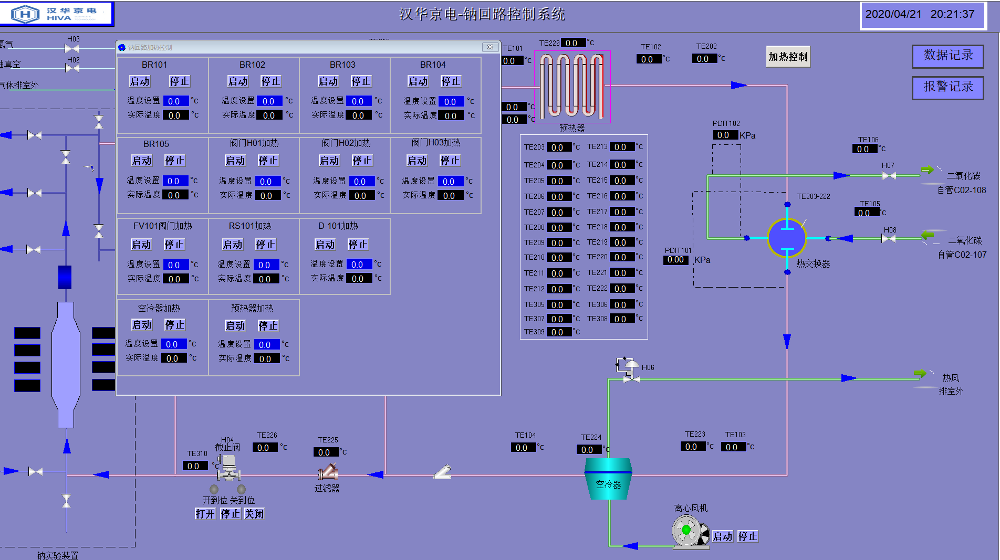 汉华京电
HIVA
汉华京电-钠回路控制系统
2020/04/21 20:21:37
数据记录
报警记录
加热控制
氩气
H03
H02
抽真空
气体排室外
钠回路加热控制
BR101
启动 停止
温度设置 0.0 °C
实际温度 0.0 °C
BR102
启动 停止
温度设置 0.0 °C
实际温度 0.0 °C
BR103
启动 停止
温度设置 0.0 °C
实际温度 0.0 °C
BR104
启动 停止
温度设置 0.0 °C
实际温度 0.0 °C
BR105
启动 停止
温度设置 0.0 °C
实际温度 0.0 °C
阀门H01加热
启动 停止
温度设置 0.0 °C
实际温度 0.0 °C
阀门H02加热
启动 停止
温度设置 0.0 °C
实际温度 0.0 °C
阀门H03加热
启动 停止
温度设置 0.0 °C
实际温度 0.0 °C
FV101阀门加热
启动 停止
温度设置 0.0 °C
实际温度 0.0 °C
RS101加热
启动 停止
温度设置 0.0 °C
实际温度 0.0 °C
D-101加热
启动 停止
温度设置 0.0 °C
实际温度 0.0 °C
空冷器加热
启动 停止
温度设置 0.0 °C
实际温度 0.0 °C
预热器加热
启动 停止
温度设置 0.0 °C
实际温度 0.0 °C
TE101
0.0 °C
0.0 °C
0.0 °C
TE229 0.0 °C
预热器
TE102
0.0 °C
TE202
0.0 °C
TE203 0.0 °C TE213 0.0 °C
TE204 0.0 °C TE214 0.0 °C
TE205 0.0 °C TE215 0.0 °C
TE206 0.0 °C TE216 0.0 °C
TE207 0.0 °C TE217 0.0 °C
TE208 0.0 °C TE218 0.0 °C
TE209 0.0 °C TE219 0.0 °C
TE210 0.0 °C TE220 0.0 °C
TE211 0.0 °C TE221 0.0 °C
TE212 0.0 °C TE222 0.0 °C
TE305 0.0 °C TE306 0.0 °C
TE307 0.0 °C TE308 0.0 °C
TE309 0.0 °C
PDIT102
0.0 KPa
TE106
0.0 °C
H07
二氧化碳
自管C02-108
TE203-222
TE105
0.0 °C
H08
二氧化碳
自管C02-107
PDIT101
0.00 KPa
热交换器
H06
热风
排室外
TE310
0.0 °C
H04
截止阀
开到位 关到位
打开 停止 关闭
TE226
0.0 °C
TE225
0.0 °C
过滤器
TE104
0.0 °C
TE224
0.0 °C
空冷器
TE223
0.0 °C
TE103
0.0 °C
离心风机
启动 停止
钠实验装置